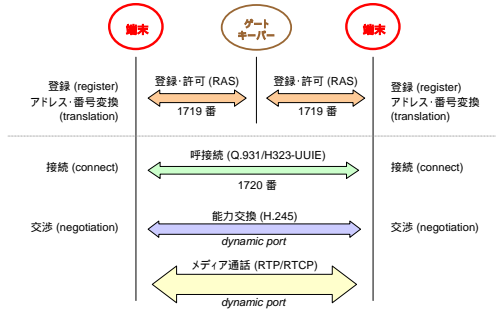 端末
ゲート
キーパー
端末
登録 (register)
アドレス・番号変換
(translation)
登録・許可 (RAS)
1719 番
登録・許可 (RAS)
1719 番
登録 (register)
アドレス・番号変換
(translation)
接続 (connect)
呼接続 (Q.931/H323-UUIE)
1720 番
接続 (connect)
交渉 (negotiation)
能力交換 (H.245)
dynamic port
交渉 (negotiation)
メディア通話 (RTP/RTCP)
dynamic port